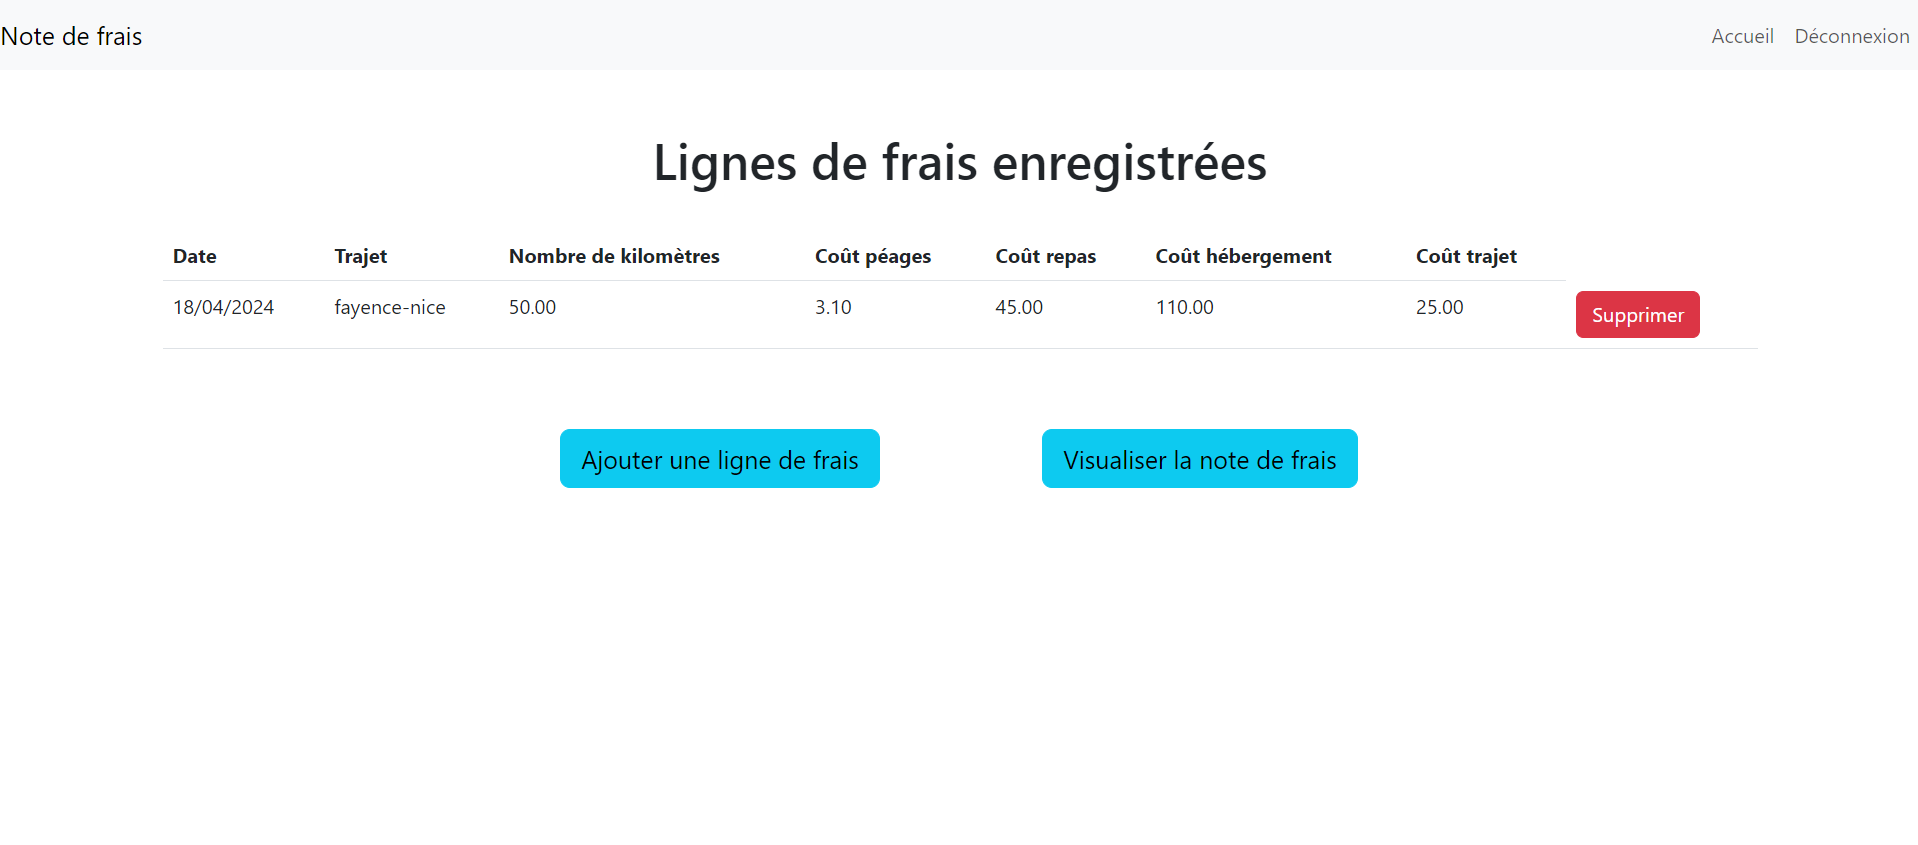 Note de frais Accueil Déconnexion
Lignes de frais enregistrées
Date Trajet Nombre de kilomètres Coût péages Coût repas Coût hébergement Coût trajet
18/04/2024 fayence-nice 50.00 3.10 45.00 110.00 25.00 Supprimer
Ajouter une ligne de frais Visualiser la note de frais